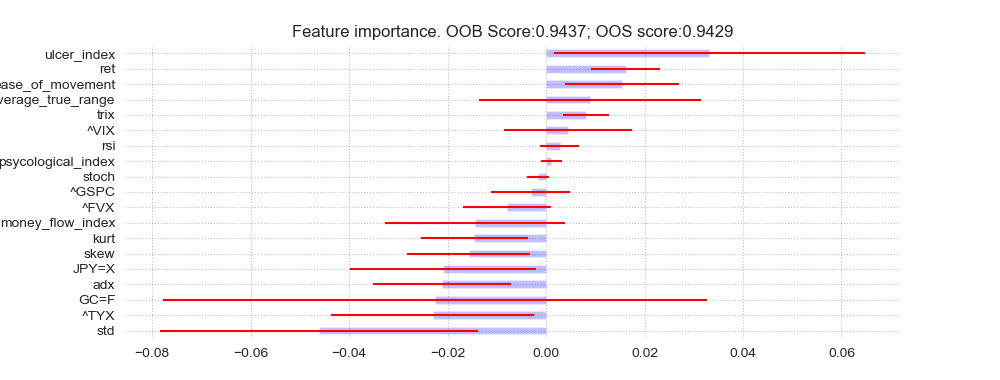 Feature importance. OOB Score:0.9437; OOS score:0.9429
ulcer_index
ret
ease_of_movement
verage_true_range
trix
^VIX
rsi
psycological_index
stoch
^GSPC
^FVX
money_flow_index
kurt
skew
JPY=X
adx
GC=F
^TYX
std
−0.08 −0.06 −0.04 −0.02 0.00 0.02 0.04 0.06